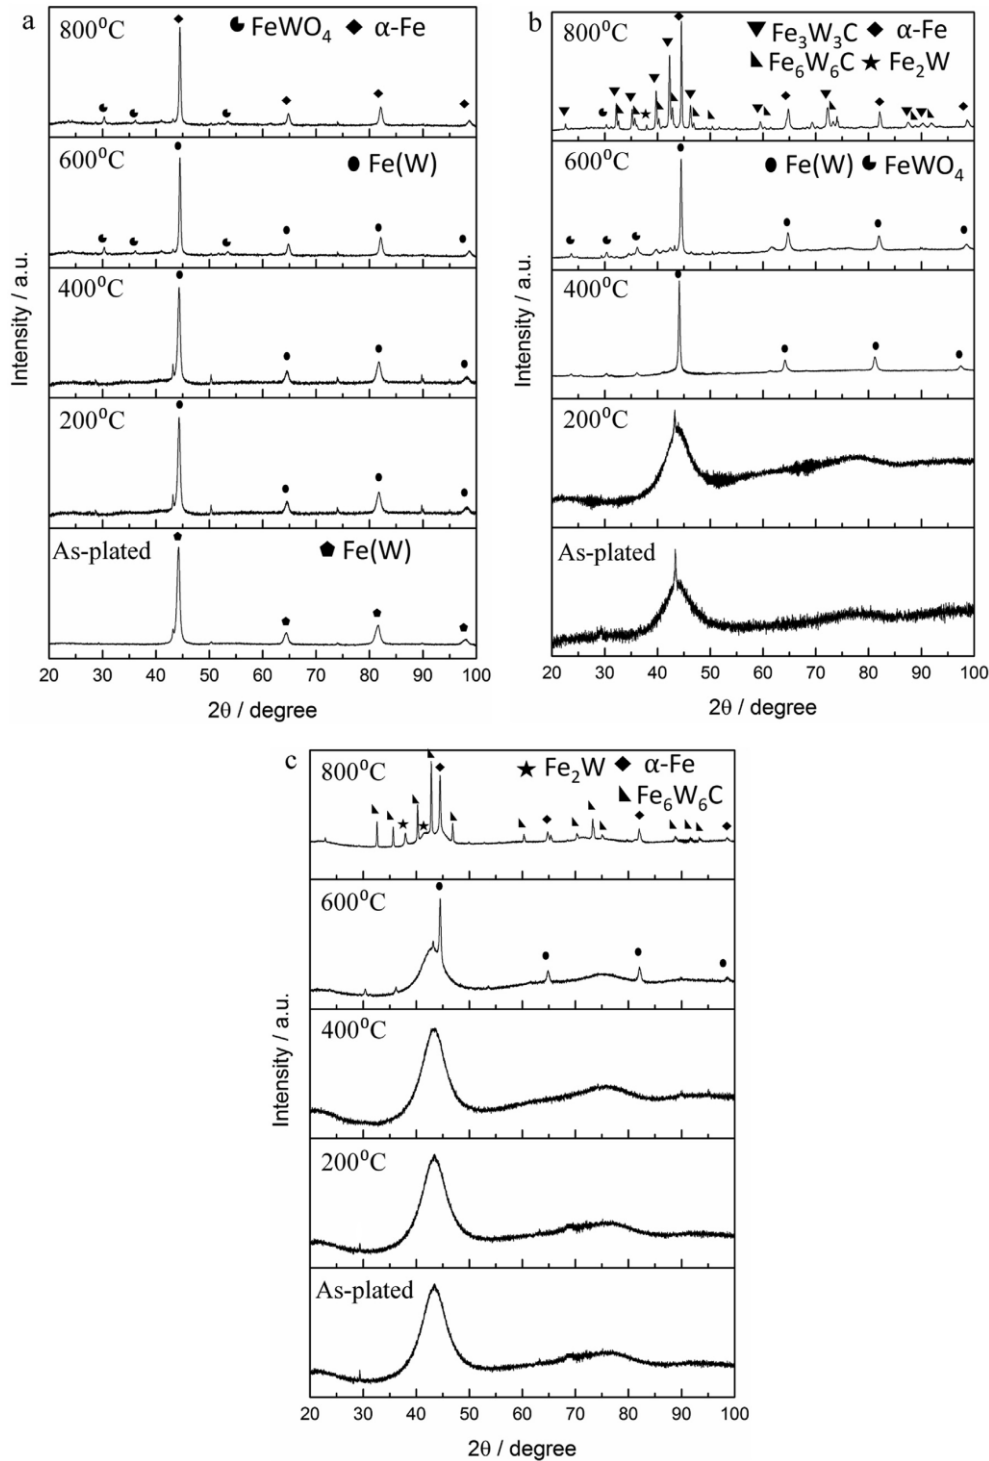 a
800⁰C
FeWO₄
α-Fe
600⁰C
Fe(W)
400⁰C
200⁰C
As-plated
Fe(W)
Intensity / a.u.
20 30 40 50 60 70 80 90 100
2θ / degree
b
800⁰C
Fe₃W₃C
α-Fe
Fe₆W₆C
Fe₂W
600⁰C
Fe(W)
FeWO₄
400⁰C
200⁰C
As-plated
Intensity / a.u.
20 30 40 50 60 70 80 90 100
2θ / degree
c
800⁰C
Fe₂W
α-Fe
Fe₆W₆C
600⁰C
400⁰C
200⁰C
As-plated
Intensity / a.u.
20 30 40 50 60 70 80 90 100
2θ / degree